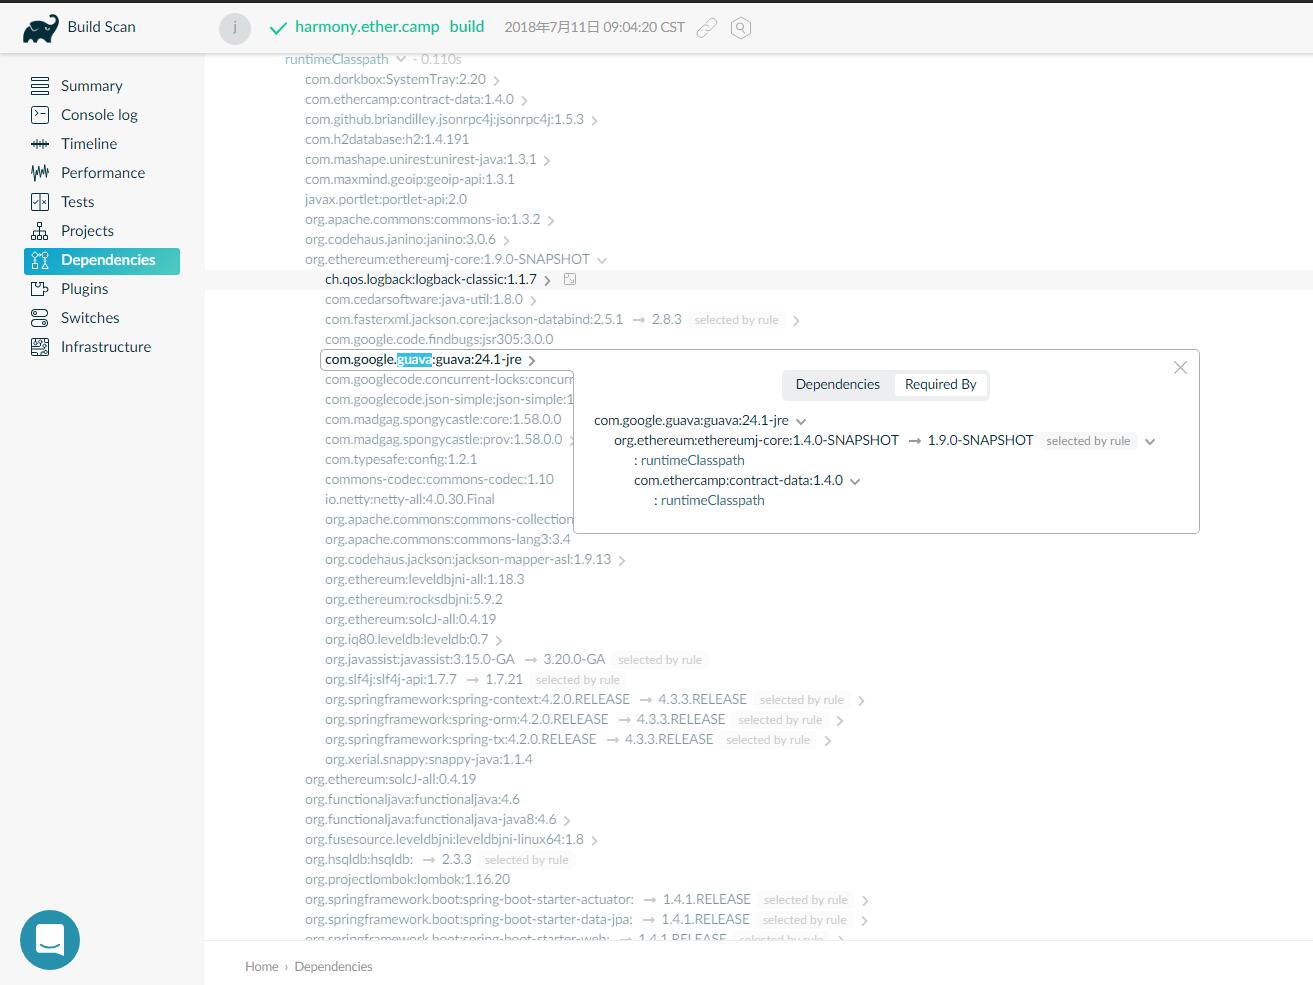 Build Scan
j harmony.ether.camp build 2018年7月11日 09:04:20 CST
Summary
Console log
Timeline
Performance
Tests
Projects
Dependencies
Plugins
Switches
Infrastructure
runtimeClasspath - 0.110s
com.dorkbox:SystemTray:2.20
com.ethercamp:contract-data:1.4.0
com.github.briandilley.jsonrpc4j:jsonrpc4j:1.5.3
com.h2database:h2:1.4.191
com.mashape.unirest:unirest-java:1.3.1
com.maxmind.geoip:geoip-api:1.3.1
javax.portlet:portlet-api:2.0
org.apache.commons:commons-io:1.3.2
org.codehaus.janino:janino:3.0.6
org.ethereum:ethereumj-core:1.9.0-SNAPSHOT
ch.qos.logback:logback-classic:1.1.7
com.cedarsoftware:java-util:1.8.0
com.fasterxml.jackson.core:jackson-databind:2.5.1 → 2.8.3 selected by rule
com.google.code.findbugs:jsr305:3.0.0
com.google.guava:guava:24.1-jre
com.googlecode.concurrent-locks:concurr
com.googlecode.json-simple:json-simple:1
com.madgag.spongycastle:core:1.58.0.0
com.madgag.spongycastle:prov:1.58.0.0
com.typesafe:config:1.2.1
commons-codec:commons-codec:1.10
io.netty:netty-all:4.0.30.Final
org.apache.commons:commons-collection
org.apache.commons:commons-lang3:3.4
org.codehaus.jackson:jackson-mapper-asl:1.9.13
org.ethereum:leveldbjni-all:1.18.3
org.ethereum:rocksdbjni:5.9.2
org.ethereum:solcJ-all:0.4.19
org.iq80.leveldb:leveldb:0.7
org.javassist:javassist:3.15.0-GA → 3.20.0-GA selected by rule
org.slf4j:slf4j-api:1.7.7 → 1.7.21 selected by rule
org.springframework:spring-context:4.2.0.RELEASE → 4.3.3.RELEASE selected by rule
org.springframework:spring-orm:4.2.0.RELEASE → 4.3.3.RELEASE selected by rule
org.springframework:spring-tx:4.2.0.RELEASE → 4.3.3.RELEASE selected by rule
org.xerial.snappy:snappy-java:1.1.4
org.ethereum:solcJ-all:0.4.19
org.functionaljava:functionaljava:4.6
org.functionaljava:functionaljava-java8:4.6
org.fusesource.leveldbjni:leveldbjni-linux64:1.8
org.hsqldb:hsqldb: → 2.3.3 selected by rule
org.projectlombok:lombok:1.16.20
org.springframework.boot:spring-boot-starter-actuator: → 1.4.1.RELEASE selected by rule
org.springframework.boot:spring-boot-starter-data-jpa: → 1.4.1.RELEASE selected by rule
org.springframework.boot:spring-boot-starter-web: → 1.4.1.RELEASE selected by rule
Dependencies Required By
com.google.guava:guava:24.1-jre
org.ethereum:ethereumj-core:1.4.0-SNAPSHOT → 1.9.0-SNAPSHOT selected by rule
: runtimeClasspath
com.ethercamp:contract-data:1.4.0
: runtimeClasspath
Home › Dependencies